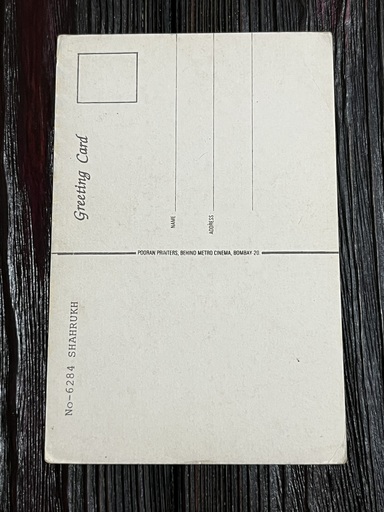 Greeting Card
NAME
ADDRESS
POORAN PRINTERS, BEHIND METRO CINEMA, BOMBAY-20
No-6284 SHAHRUKH